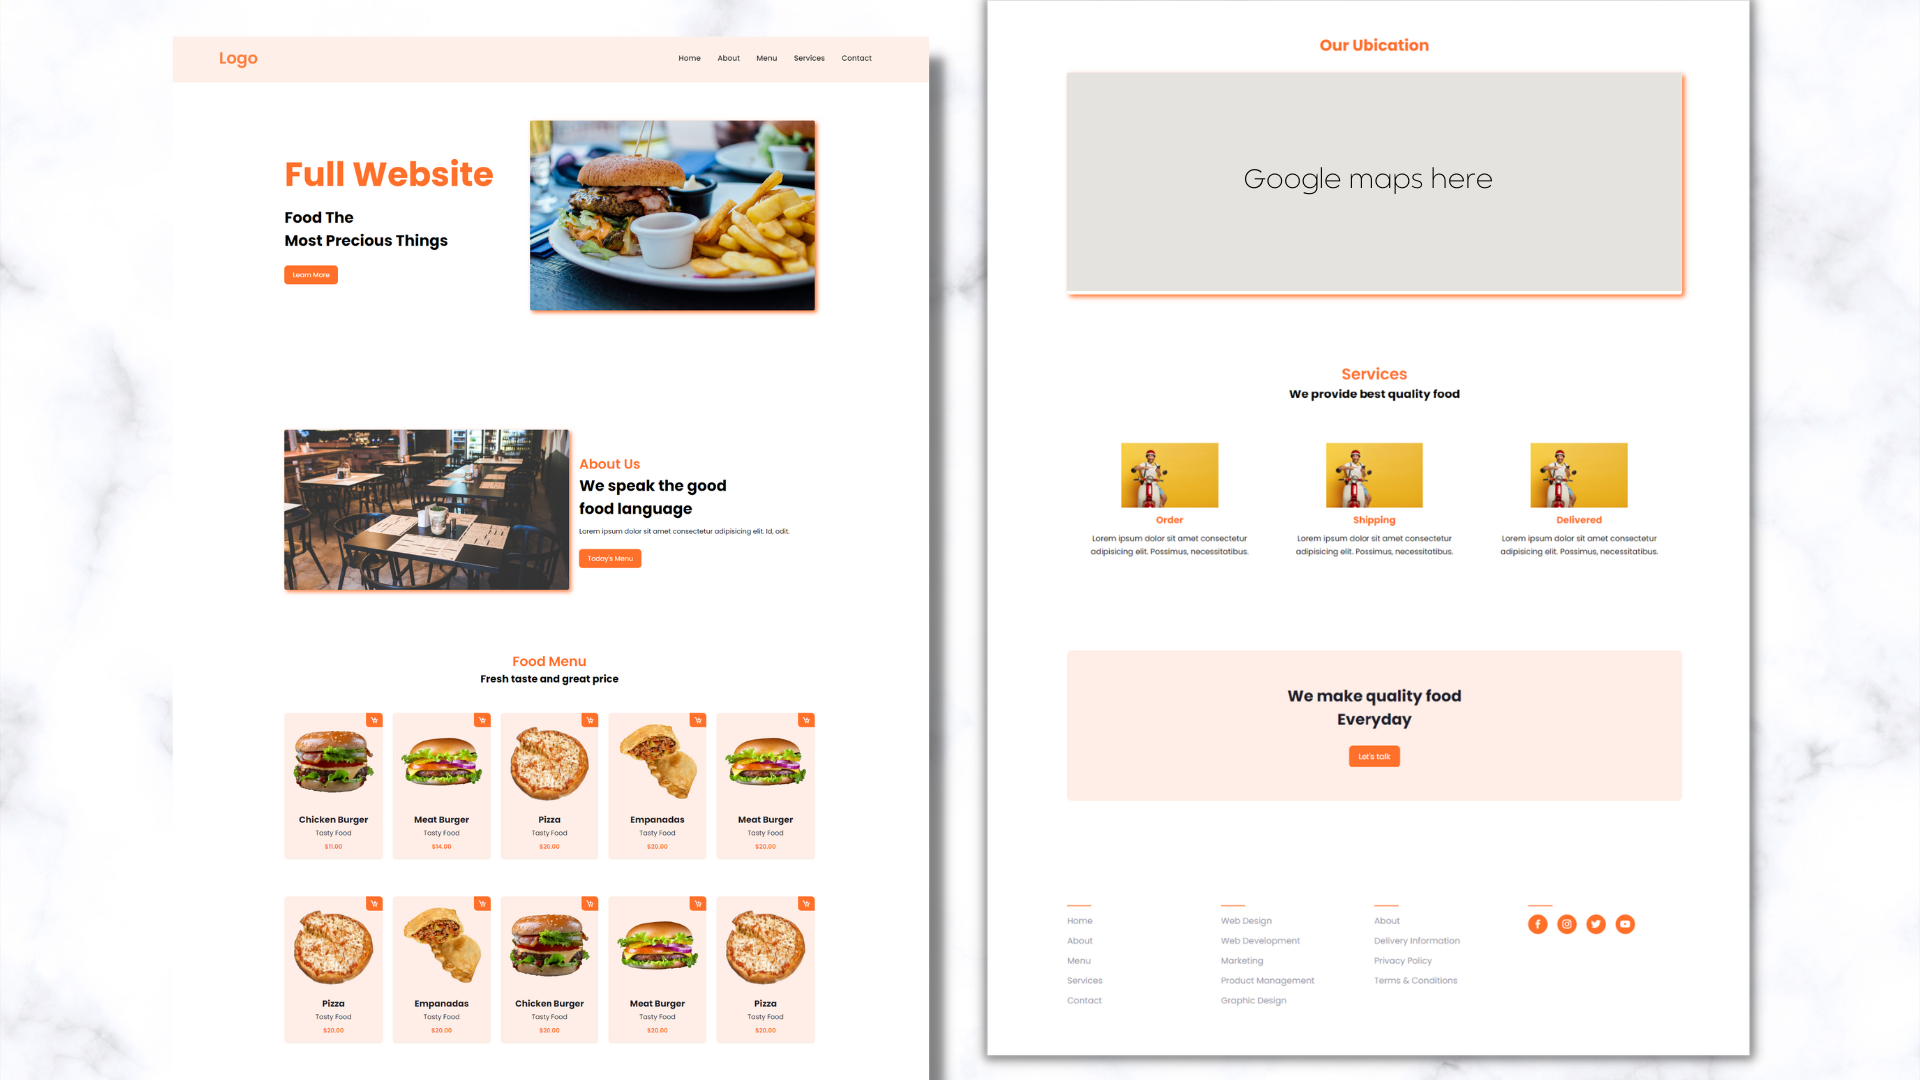 Logo
Home About Menu Services Contact
Full Website
Food The
Most Precious Things
Learn More
About Us
We speak the good
food language
Lorem ipsum dolor sit amet consectetur adipisicing elit. Id, odit.
Today's Menu
Food Menu
Fresh taste and great price
Chicken Burger
Tasty Food
$11.00
Meat Burger
Tasty Food
$14.00
Pizza
Tasty Food
$20.00
Empanadas
Tasty Food
$20.00
Meat Burger
Tasty Food
$20.00
Pizza
Tasty Food
$20.00
Empanadas
Tasty Food
$20.00
Chicken Burger
Tasty Food
$20.00
Meat Burger
Tasty Food
$20.00
Pizza
Tasty Food
$20.00
Our Ubication
Google maps here
Services
We provide best quality food
Order
Lorem ipsum dolor sit amet consectetur
adipisicing elit. Possimus, necessitatibus.
Shipping
Lorem ipsum dolor sit amet consectetur
adipisicing elit. Possimus, necessitatibus.
Delivered
Lorem ipsum dolor sit amet consectetur
adipisicing elit. Possimus, necessitatibus.
We make quality food
Everyday
Let's talk
Home
About
Menu
Services
Contact
Web Design
Web Development
Marketing
Product Management
Graphic Design
About
Delivery Information
Privacy Policy
Terms & Conditions